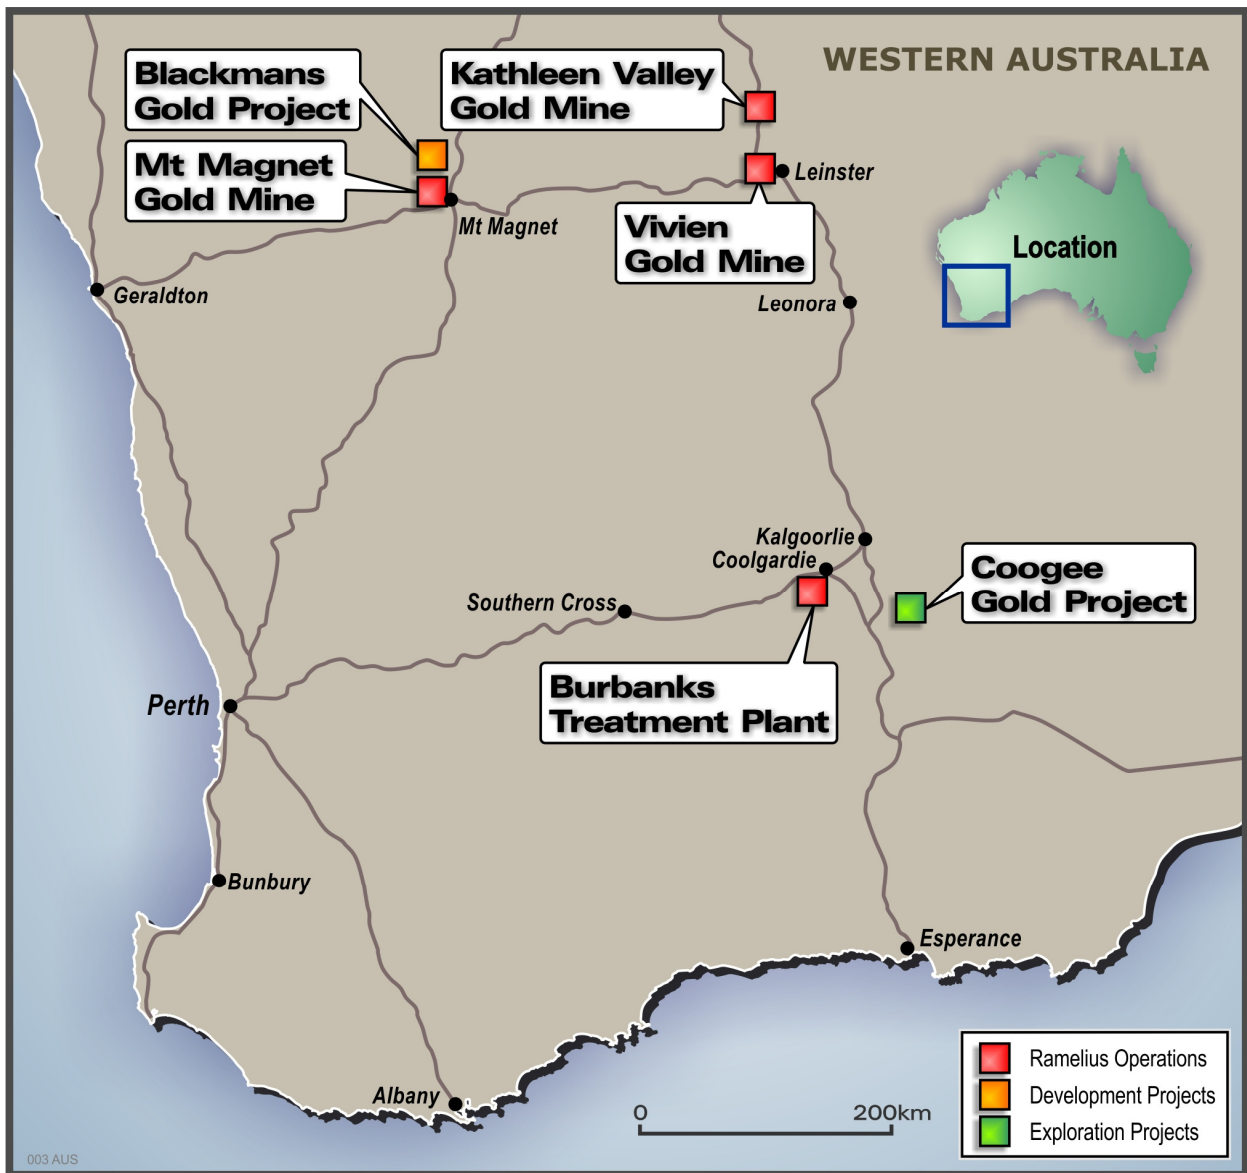 WESTERN AUSTRALIA
Blackmans
Gold Project
Kathleen Valley
Gold Mine
Mt Magnet
Gold Mine
Leinster
Mt Magnet
Vivien
Gold Mine
Location
Geraldton
Leonora
Kalgoorlie
Coolgardie
Coogee
Gold Project
Southern Cross
Burbanks
Treatment Plant
Perth
Bunbury
Esperance
Albany
0 200km
Ramelius Operations
Development Projects
Exploration Projects
003 AUS